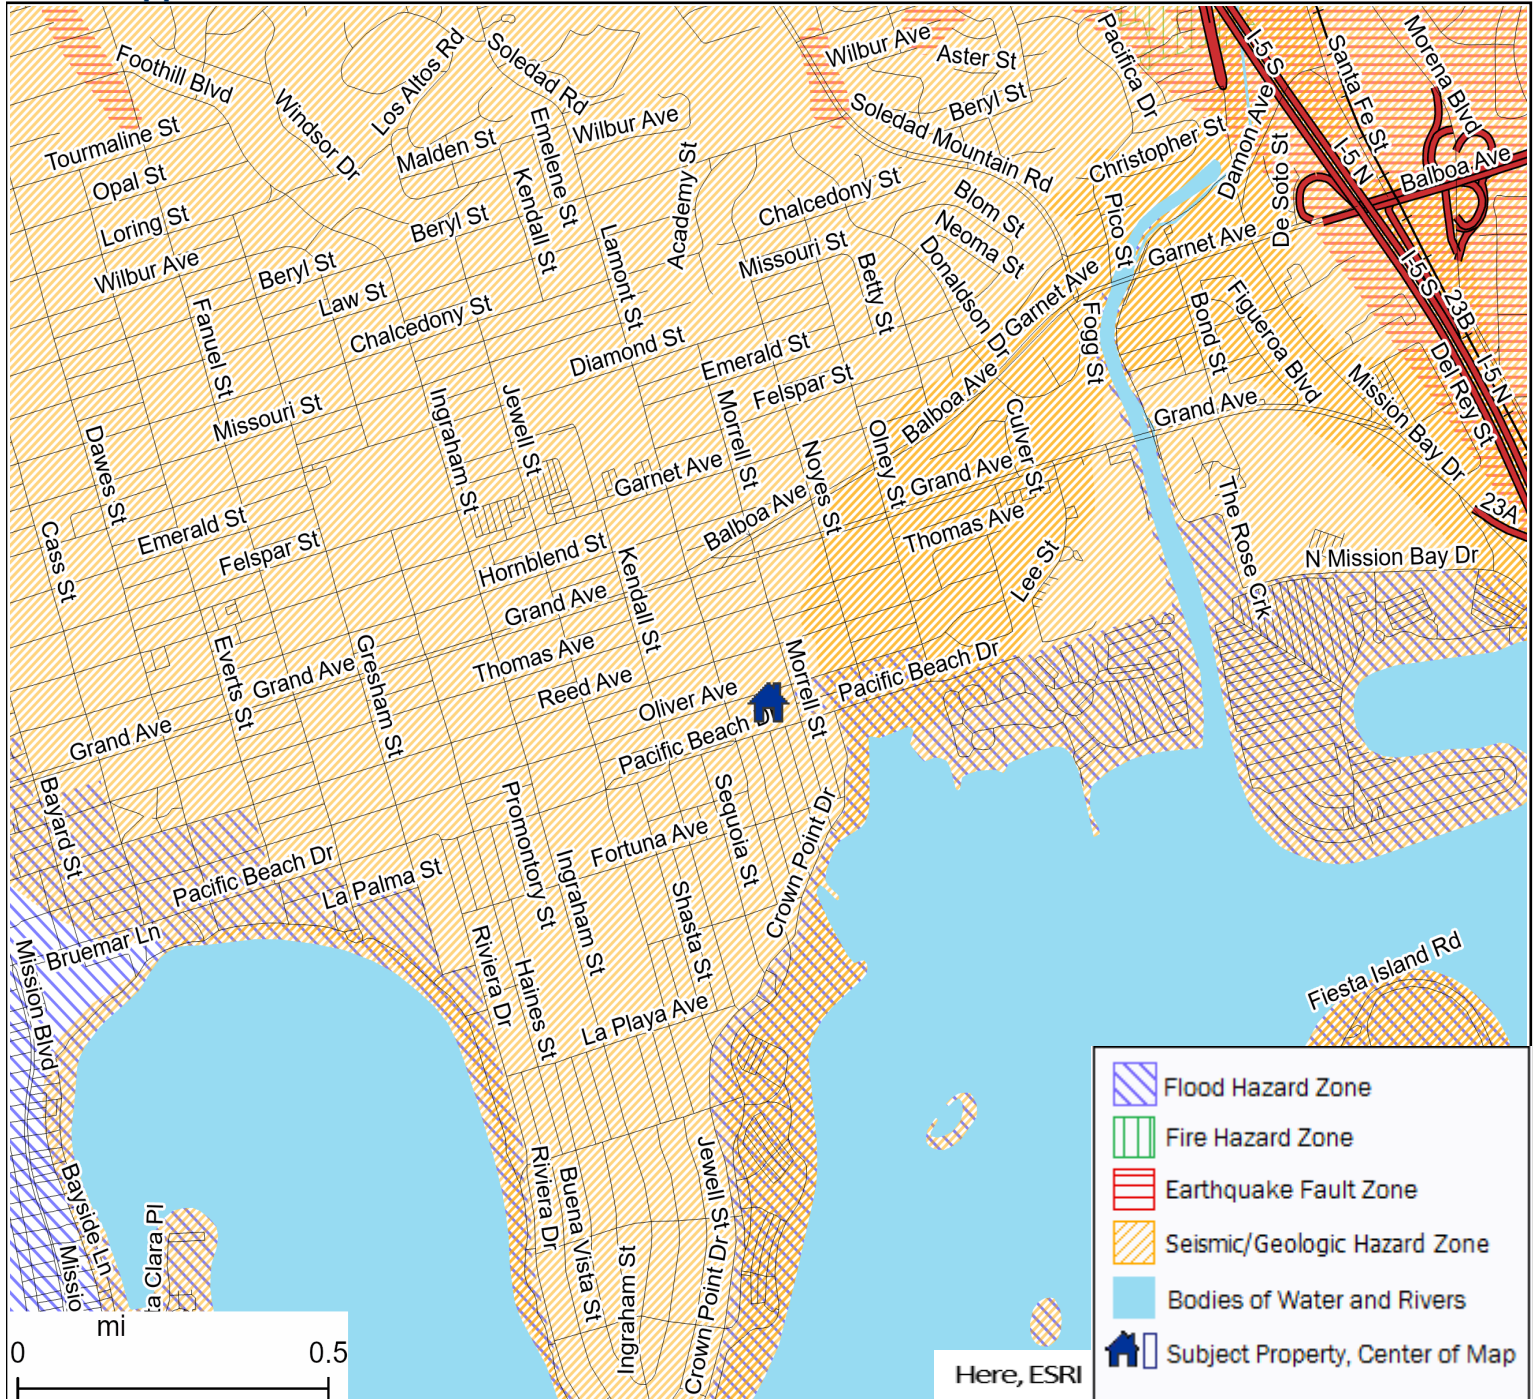 Foothill Blvd
Los Altos Rd
Soledad Rd
Wilbur Ave
Aster St
Pacifica Dr
I-5 S
Santa Fe St
Morena Blvd
Windsor Dr
Emelene St
Wilbur Ave
Beryl St
Soledad Mountain Rd
Tourmaline St
Malden St
Christopher St
Damon Ave
I-5 N
Balboa Ave
Opal St
Kendall St
Academy St
Chalcedony St
Blom St
Pico St
De Soto St
Loring St
Beryl St
Lamont St
Missouri St
Neoma St
Garnet Ave
Wilbur Ave
Beryl St
Betty St
Donaldson Dr
Garnet Ave
I-5 S
Law St
Fanuel St
Chalcedony St
Diamond St
Emerald St
Fogg St
Bond St
Figueroa Blvd
23B
I-5 N
Del Rey St
Missouri St
Ingraham St
Jewell St
Morrell St
Felspar St
Balboa Ave
Grand Ave
Mission Bay Dr
Dawes St
Garnet Ave
Noyes St
Olney St
Grand Ave
Culver St
The Rose Crk
23A
Cass St
Emerald St
Felspar St
Hornblend St
Balboa Ave
Thomas Ave
Lee St
N Mission Bay Dr
Grand Ave
Kendall St
Everts St
Grand Ave
Gresham St
Thomas Ave
Reed Ave
Oliver Ave
Morrell St
Pacific Beach Dr
Grand Ave
Pacific Beach D
Bayard St
Promontory St
Sequoia St
Crown Point Dr
Fortuna Ave
Pacific Beach Dr
La Palma St
Ingraham St
Shasta St
Bruemar Ln
Mission Blvd
Riviera Dr
Haines St
La Playa Ave
Fiesta Island Rd
Bayside Ln
Missio
ta Clara Pl
Riviera Dr
Buena Vista St
Ingraham St
Jewell St
Crown Point Dr
mi
0 0.5
Here, ESRI
Flood Hazard Zone
Fire Hazard Zone
Earthquake Fault Zone
Seismic/Geologic Hazard Zone
Bodies of Water and Rivers
Subject Property, Center of Map